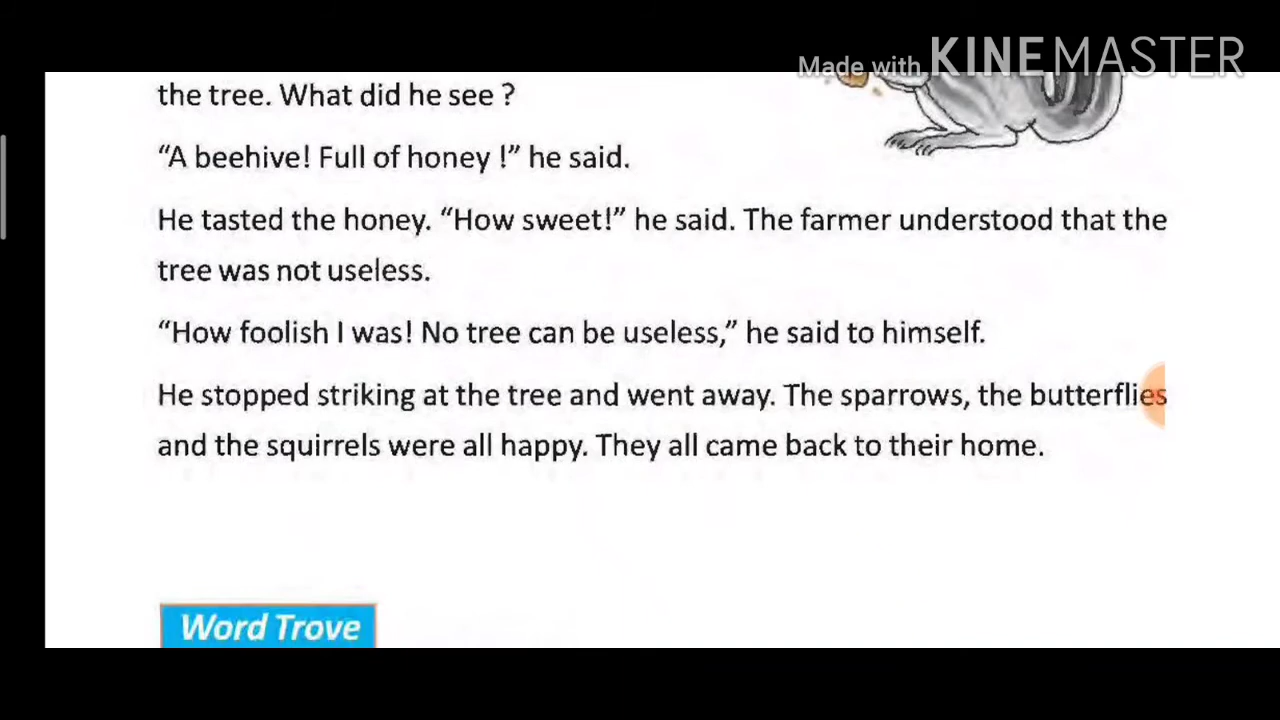 Made with KINEMASTER
the tree. What did he see ?
“A beehive! Full of honey !” he said.
He tasted the honey. “How sweet!” he said. The farmer understood that the
tree was not useless.
“How foolish I was! No tree can be useless,” he said to himself.
He stopped striking at the tree and went away. The sparrows, the butterflies
and the squirrels were all happy. They all came back to their home.
Word Trove